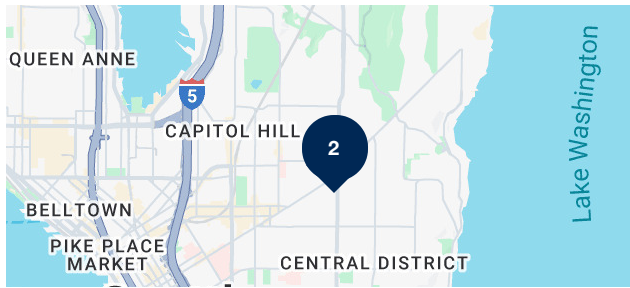 QUEEN ANNE
5
CAPITOL HILL
2
Lake Washington
BELLTOWN
PIKE PLACE
MARKET
CENTRAL DISTRICT